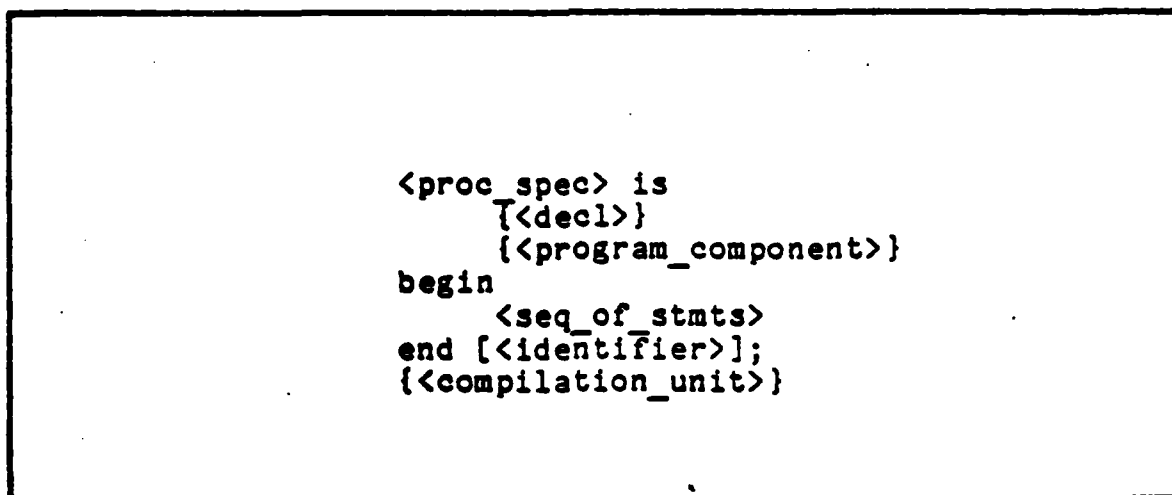 <proc_spec> is
{<decl>}
{<program_component>}
begin
<seq_of_stmts>
end [<identifier>];
{<compilation_unit>}